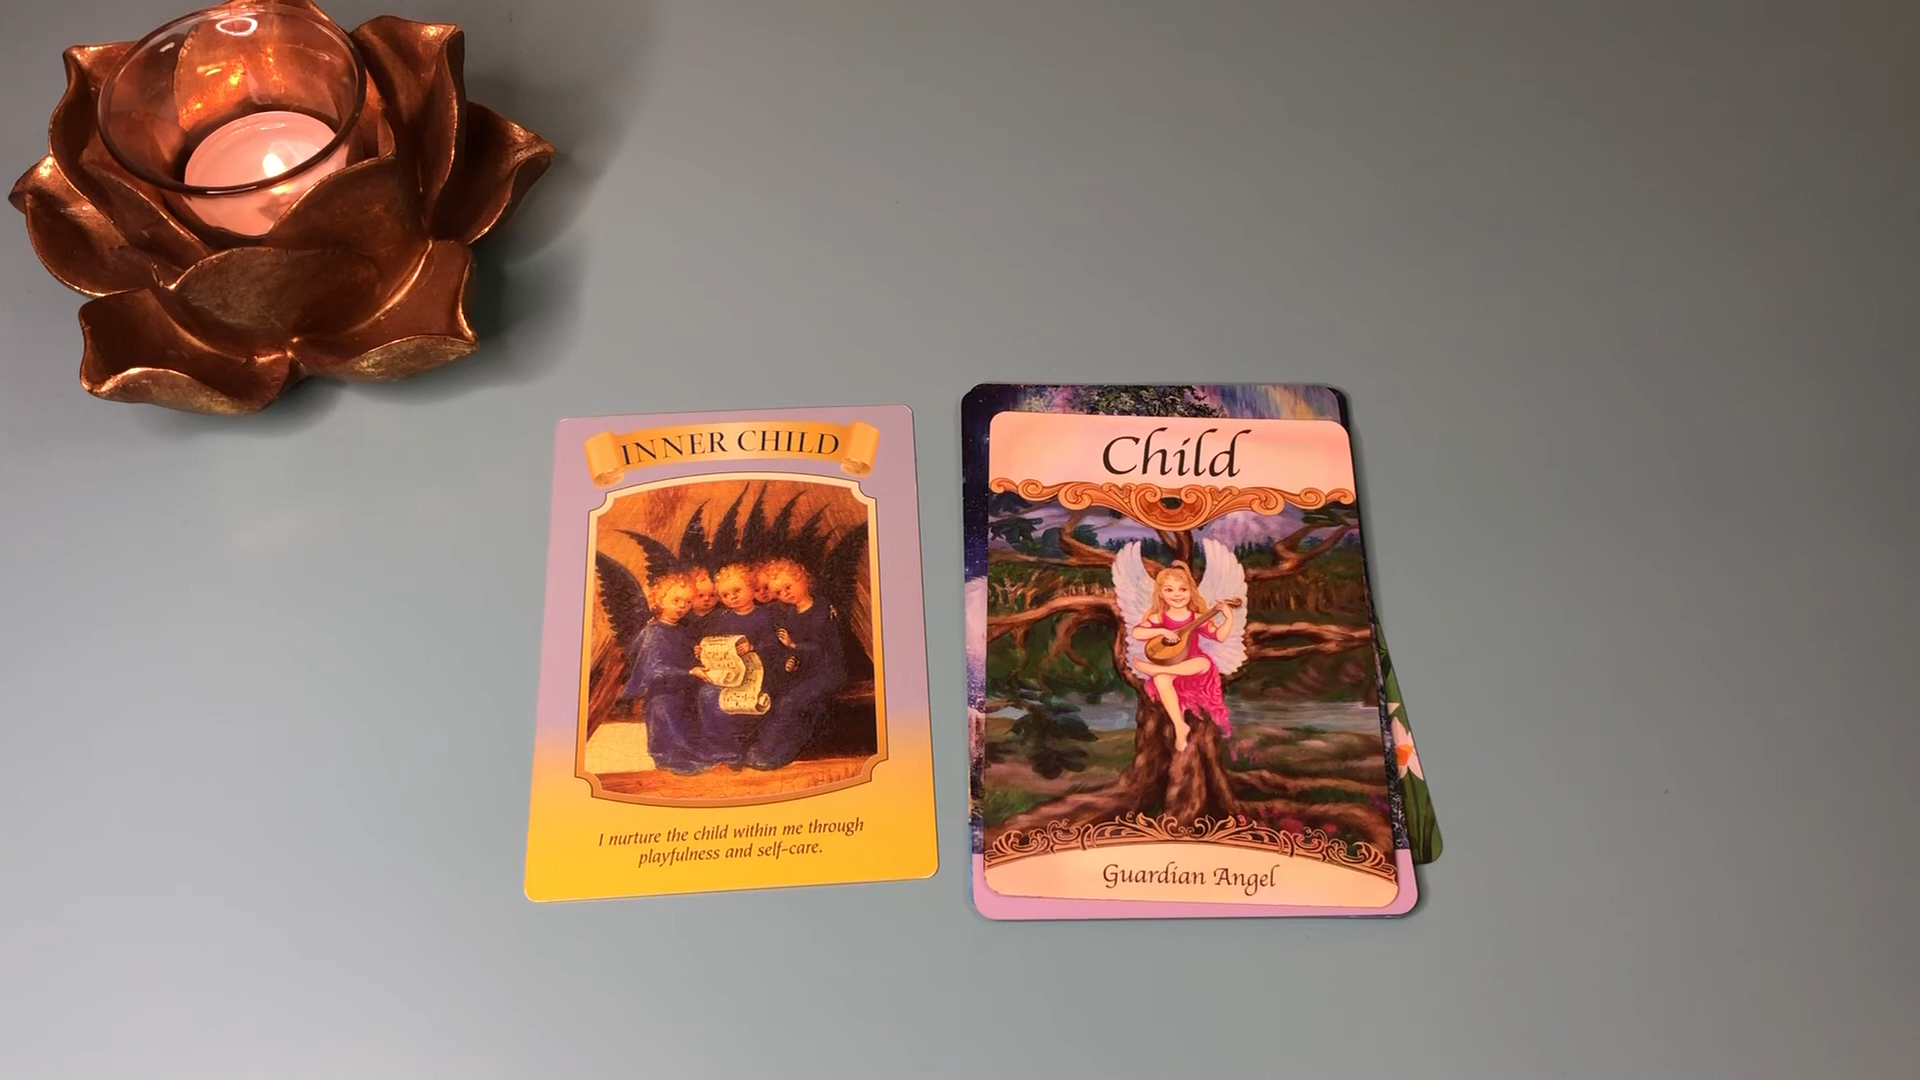 INNER CHILD
I nurture the child within me through
playfulness and self-care.
Child
Guardian Angel